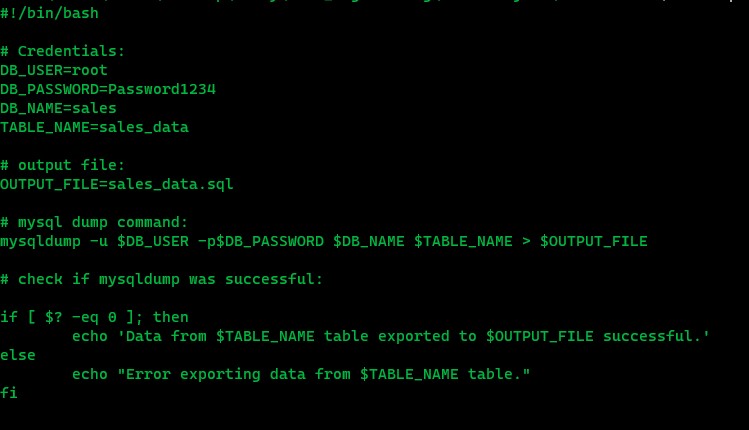 #!/bin/bash
# Credentials:
DB_USER=root
DB_PASSWORD=Password1234
DB_NAME=sales
TABLE_NAME=sales_data
# output file:
OUTPUT_FILE=sales_data.sql
# mysql dump command:
mysqldump -u $DB_USER -p$DB_PASSWORD $DB_NAME $TABLE_NAME > $OUTPUT_FILE
# check if mysqldump was successful:
if [ $? -eq 0 ]; then
        echo 'Data from $TABLE_NAME table exported to $OUTPUT_FILE successful.'
else
        echo "Error exporting data from $TABLE_NAME table."
fi